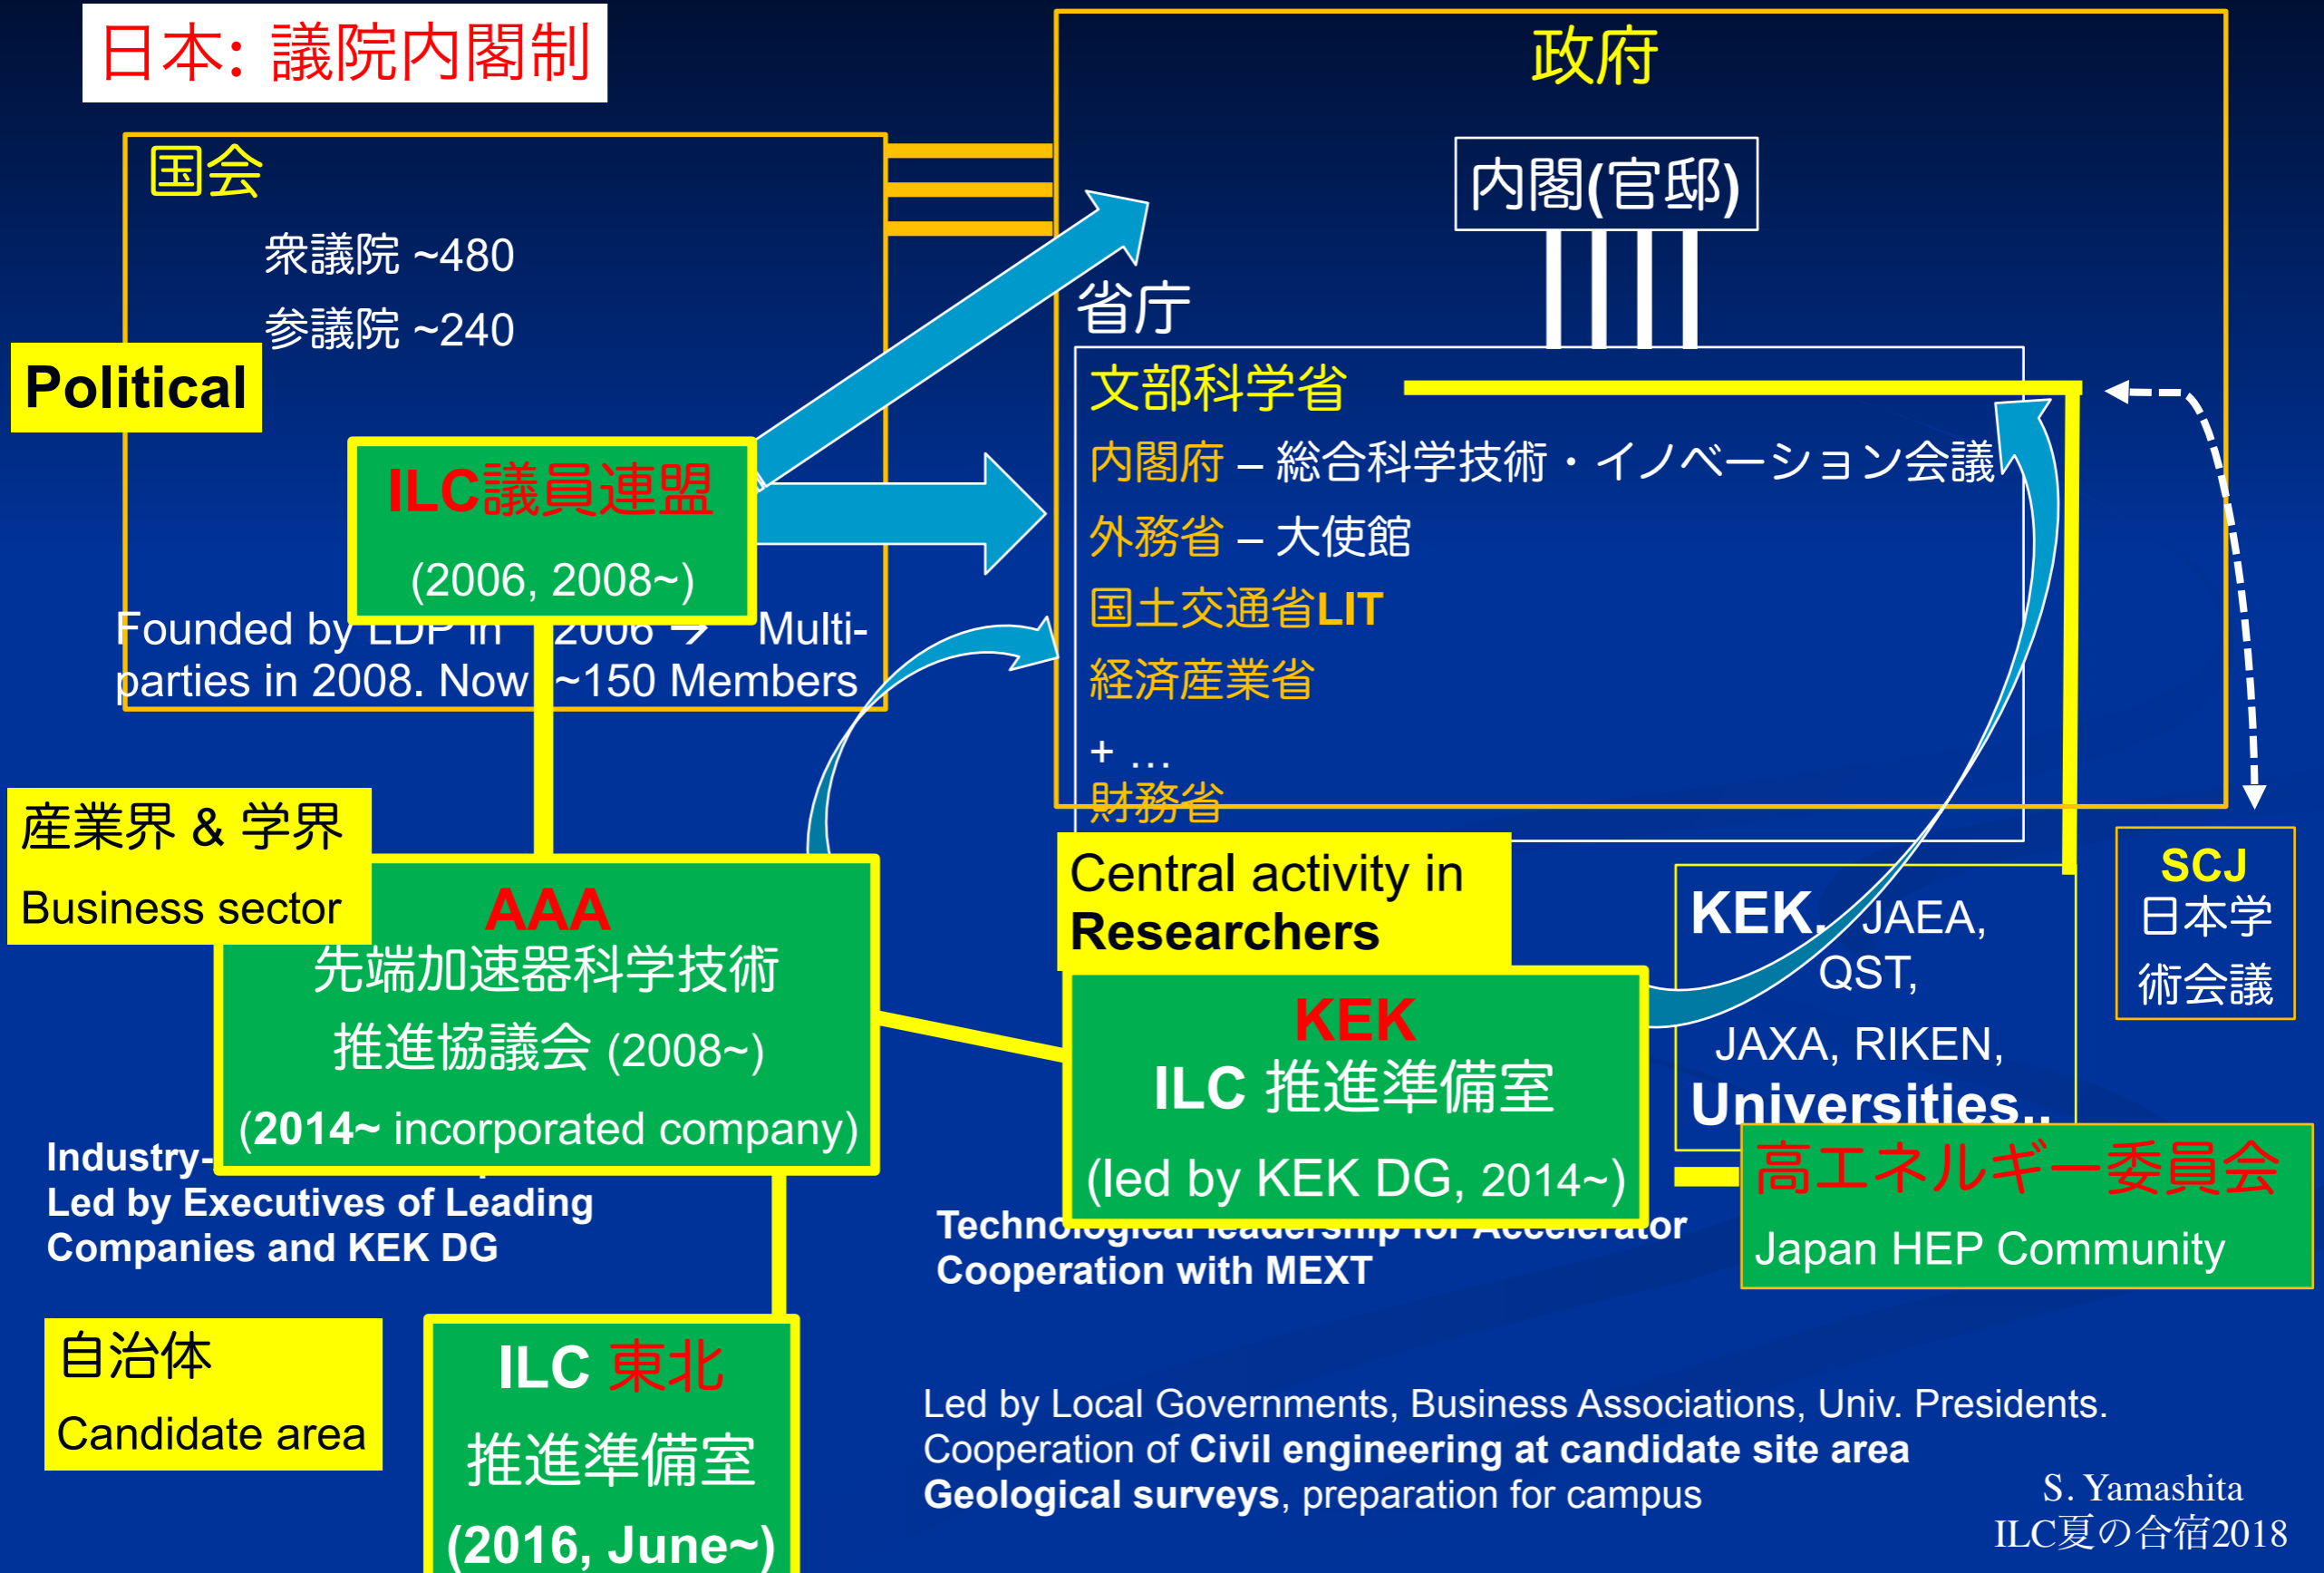 日本: 議院内閣制
政府
国会
衆議院 ~480
参議院 ~240
Political
ILC議員連盟
(2006, 2008~)
Founded by LDP in 2006 → Multi-
parties in 2008. Now ~150 Members
内閣(官邸)
省庁
文部科学省
内閣府 – 総合科学技術・イノベーション会議
外務省 – 大使館
国土交通省LIT
経済産業省
+ …
財務省
産業界 & 学界
Business sector
AAA
先端加速器科学技術
推進協議会 (2008~)
(2014~ incorporated company)
Industry-
Led by Executives of Leading
Companies and KEK DG
Central activity in
Researchers
KEK
ILC 推進準備室
(led by KEK DG, 2014~)
Technological leadership for Accelerator
Cooperation with MEXT
KEK, JAEA,
QST,
JAXA, RIKEN,
Universities..
SCJ
日本学
術会議
高エネルギー委員会
Japan HEP Community
自治体
Candidate area
ILC 東北
推進準備室
(2016, June~)
Led by Local Governments, Business Associations, Univ. Presidents.
Cooperation of Civil engineering at candidate site area
Geological surveys, preparation for campus
S. Yamashita
ILC夏の合宿2018